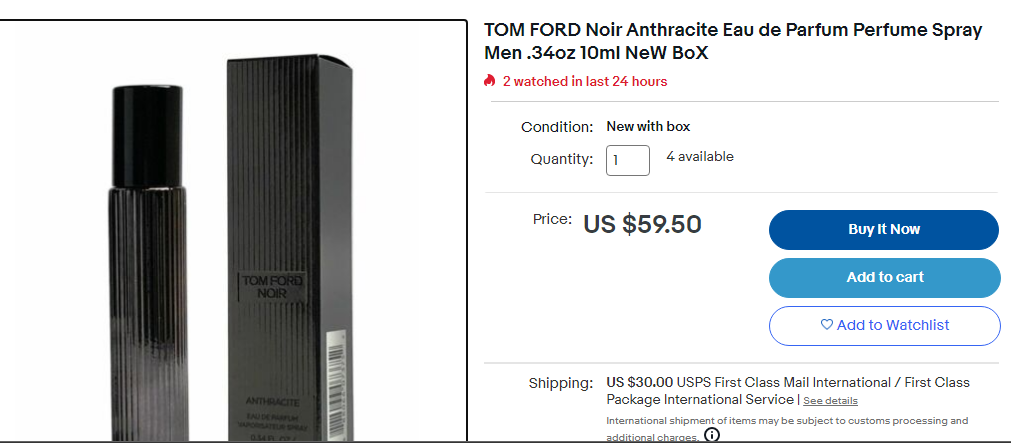 TOM FORD Noir Anthracite Eau de Parfum Perfume Spray
Men .34oz 10ml NeW BoX
2 watched in last 24 hours
Condition: New with box
Quantity: 1 4 available
Price: US $59.50
Buy It Now
Add to cart
Add to Watchlist
Shipping: US $30.00 USPS First Class Mail International / First Class
Package International Service | See details
International shipment of items may be subject to customs processing and
additional charges.
TOM FORD
NOIR
ANTHRACITE
EAU DE PARFUM
VAPORISATEUR SPRAY